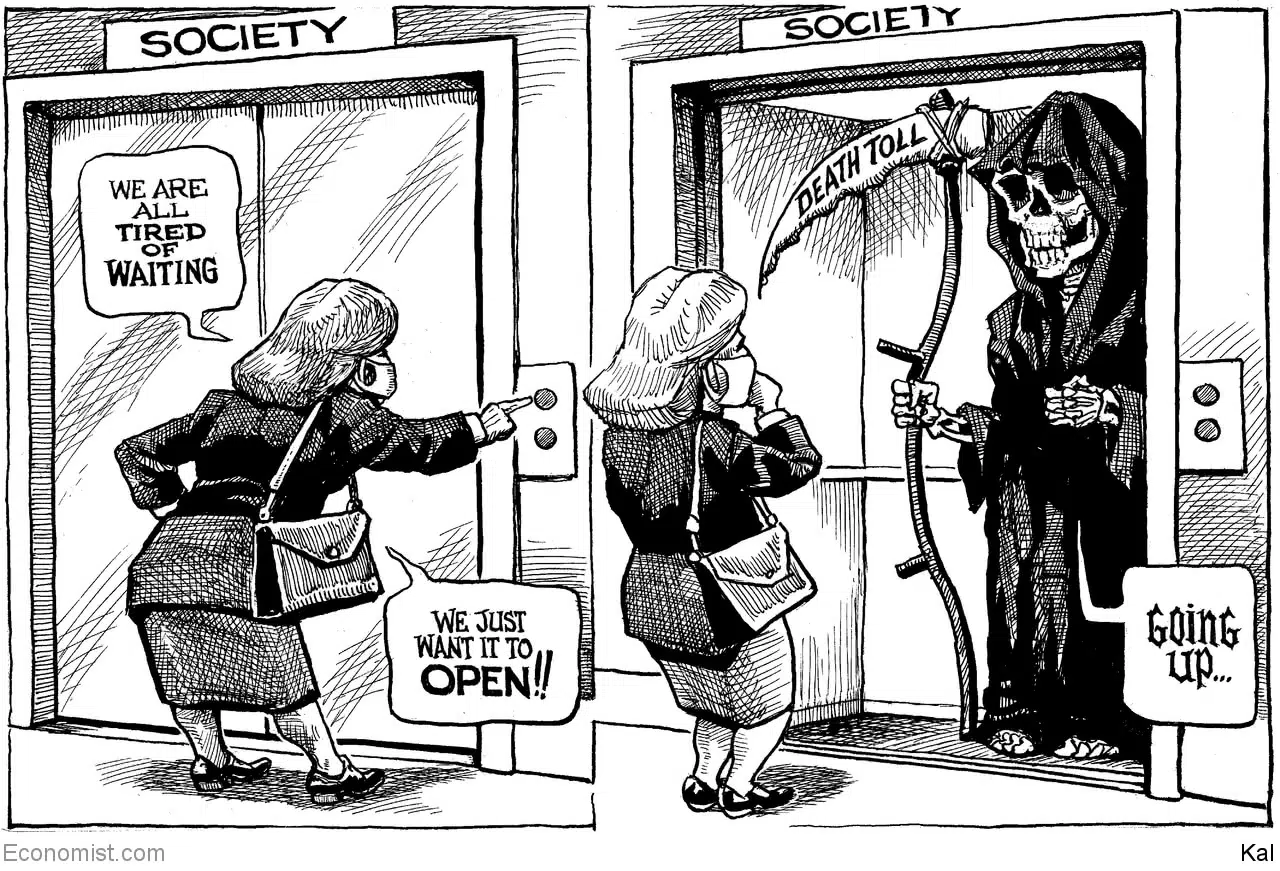 SOCIETY
WE ARE
ALL
TIRED
OF
WAITING
WE JUST
WANT IT TO
OPEN!!
SOCIETY
DEATH TOLL
GOING
UP...
Economist.com
Kal